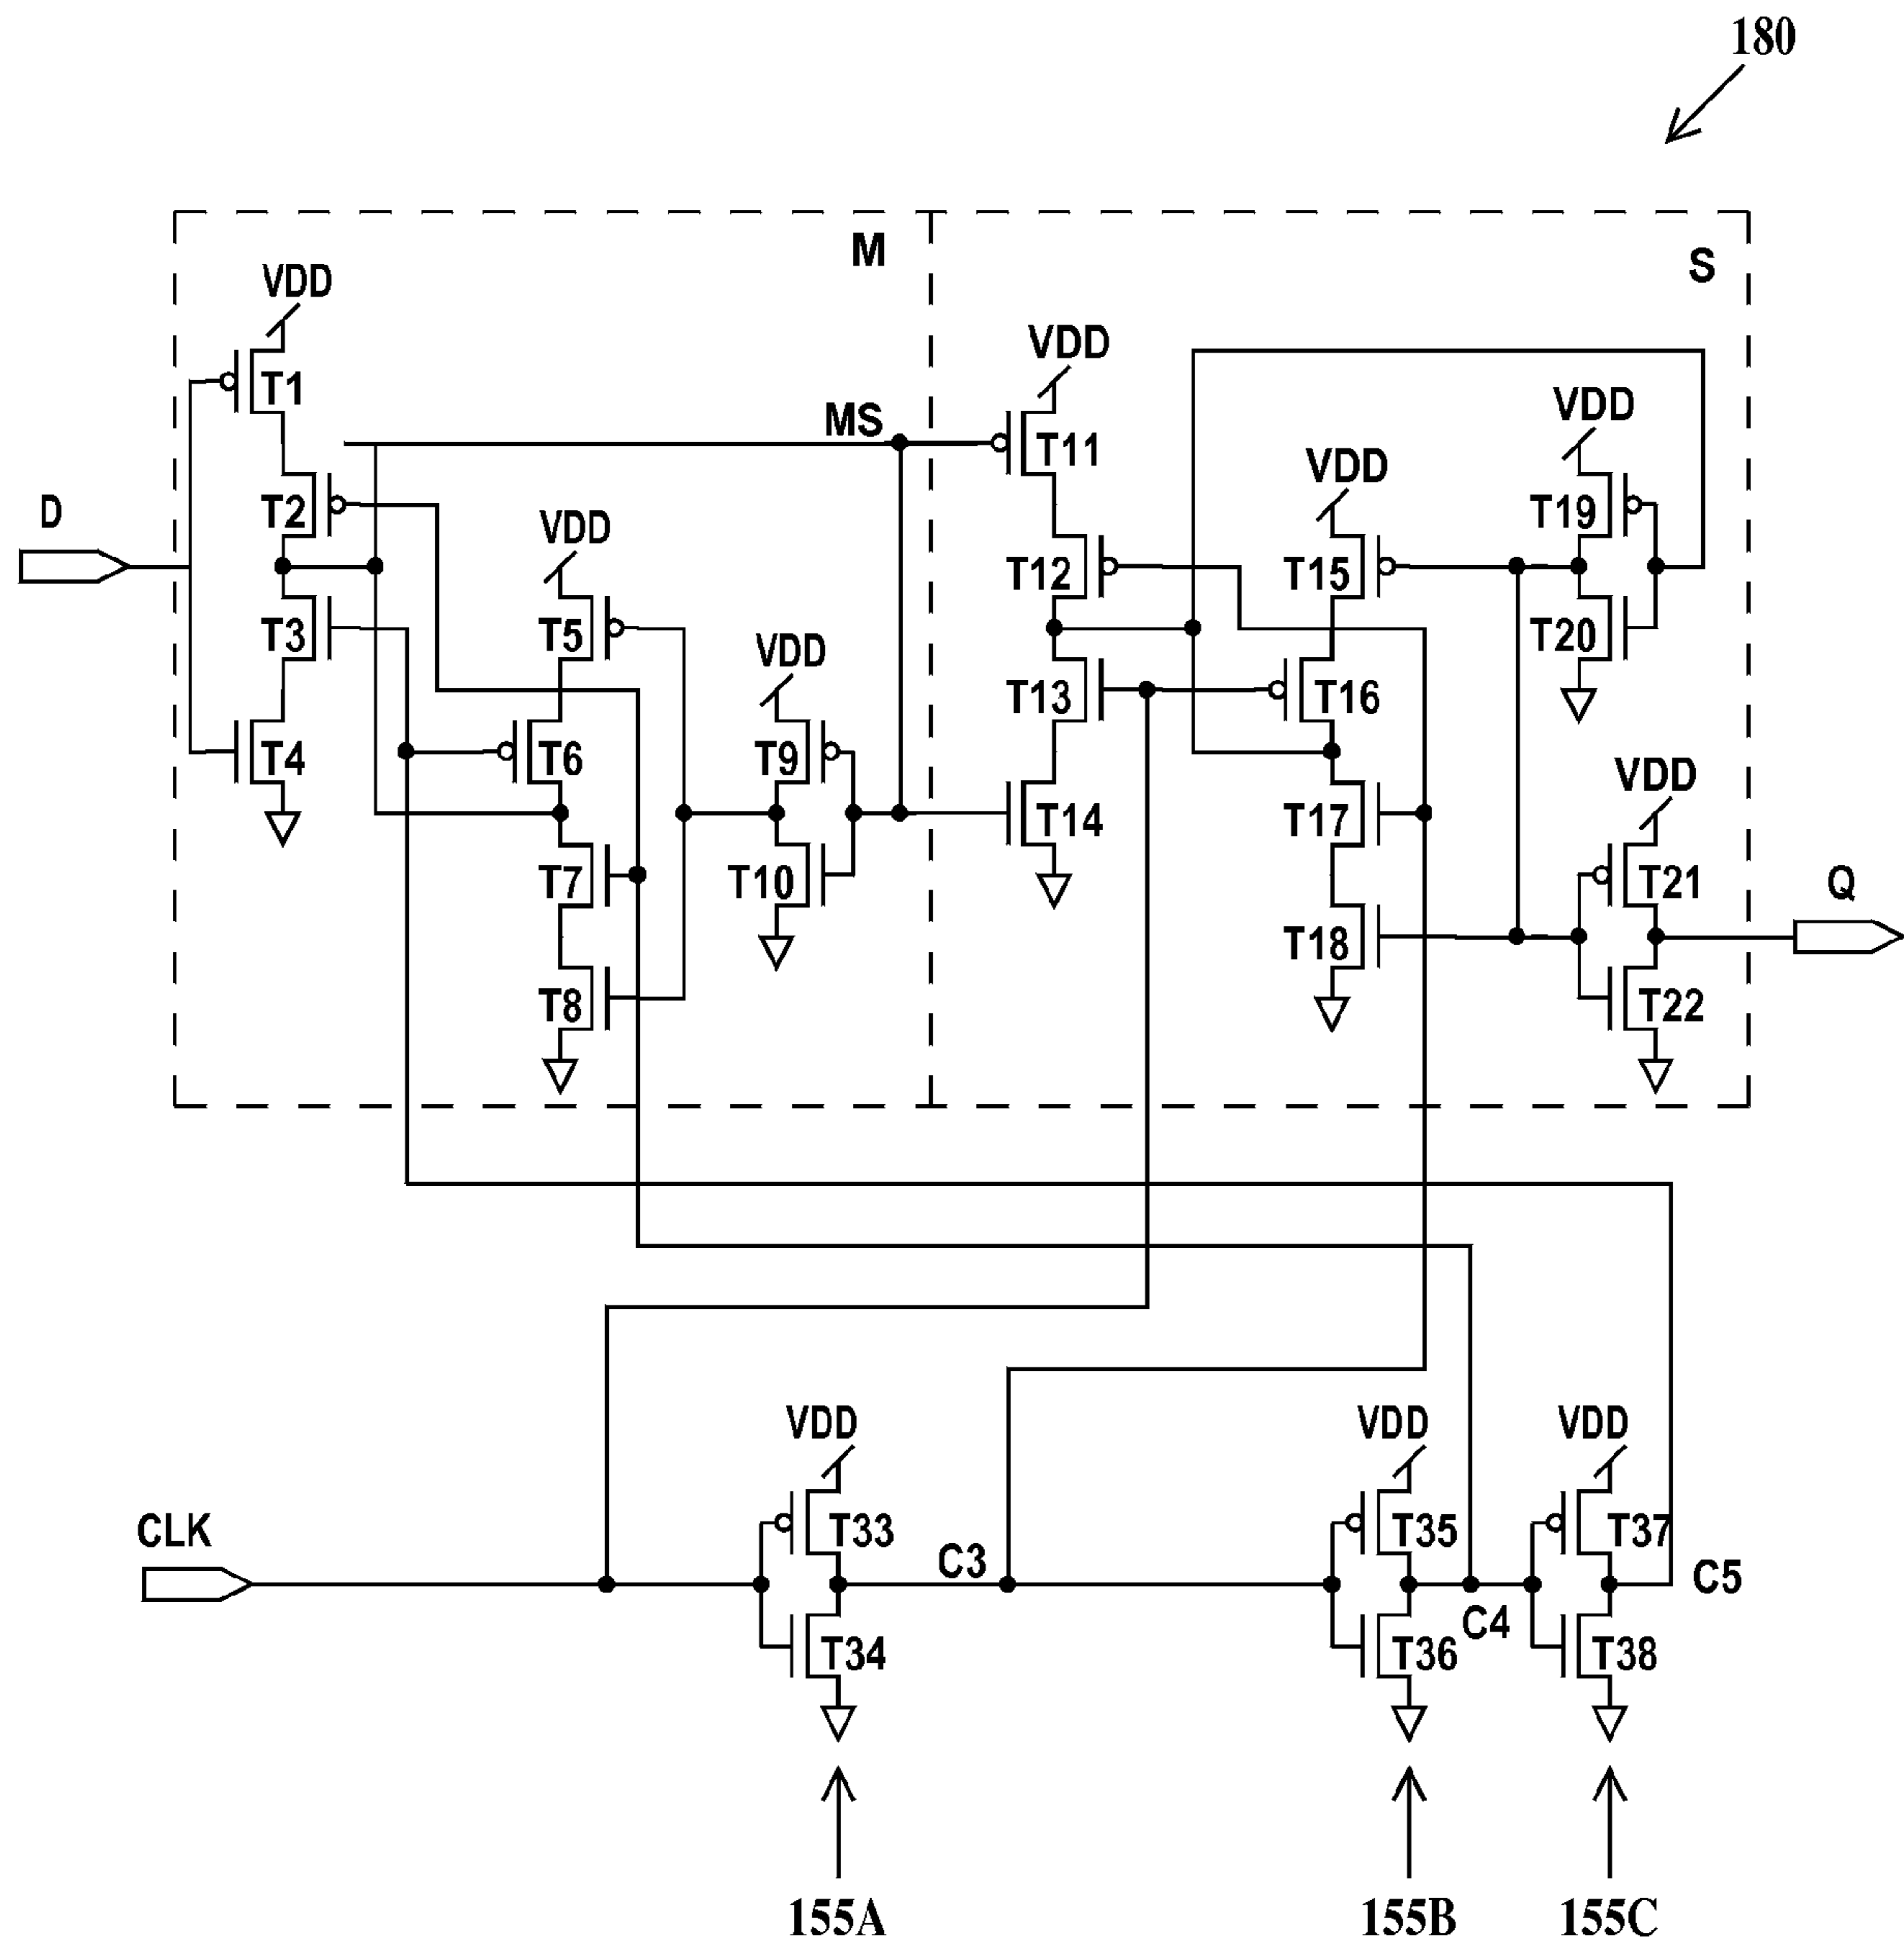 180
M
S
VDD
T1
VDD
VDD
MS
T11
VDD
T19
VDD
D
T2
VDD
T12
T15
T3
T5
VDD
T20
T13
T16
T4
T6
T9
VDD
T14
T17
T7
T10
T21
Q
T18
T8
T22
VDD
VDD
VDD
CLK
T33
C3
T35
T37
C5
C4
T34
T36
T38
155A
155B
155C